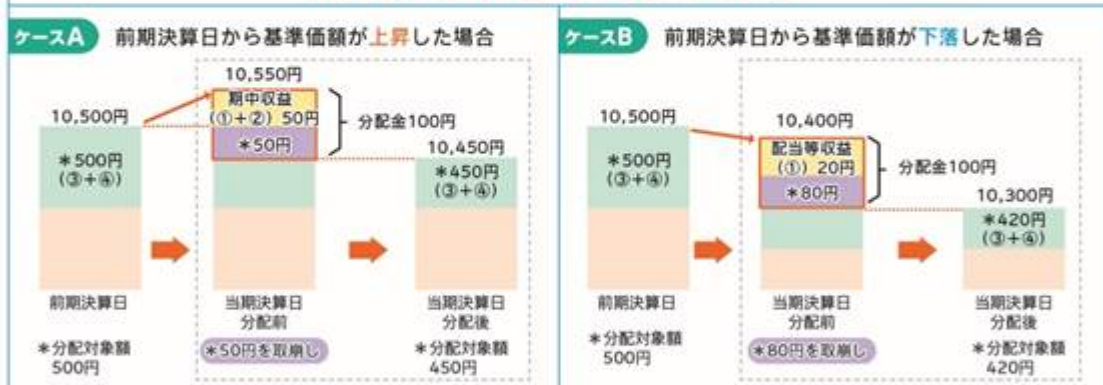 ケースA 前期決算日から基準価額が上昇した場合
10,550円
期中収益
(①+②) 50円
*50円
分配金100円
10,500円
*500円
(③+④)
10,450円
*450円
(③+④)
前期決算日
当期決算日
分配前
当期決算日
分配後
*分配対象額
500円
*50円を取崩し
*分配対象額
450円
ケースB 前期決算日から基準価額が下落した場合
10,500円
*500円
(③+④)
10,400円
配当等収益
(①) 20円
*80円
分配金100円
10,300円
*420円
(③+④)
前期決算日
当期決算日
分配前
当期決算日
分配後
*分配対象額
500円
*80円を取崩し
*分配対象額
420円